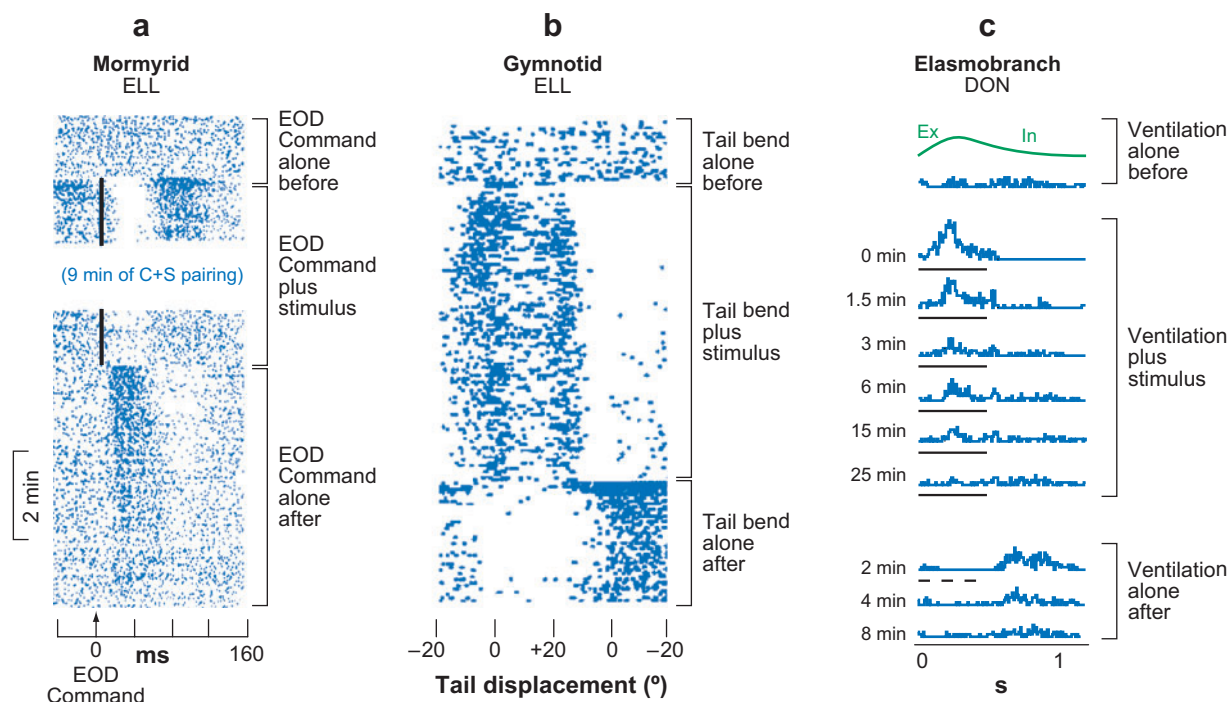 a
Mormyrid
ELL
EOD
Command
alone
before
(9 min of C+S pairing)
EOD
Command
plus
stimulus
EOD
Command
alone
after
2 min
0
ms
160
EOD
Command
b
Gymnotid
ELL
Tail bend
alone
before
Tail bend
plus
stimulus
Tail bend
alone
after
–20
0
+20
0
–20
Tail displacement (º)
c
Elasmobranch
DON
Ex
In
Ventilation
alone
before
0 min
1.5 min
3 min
6 min
15 min
25 min
Ventilation
plus
stimulus
2 min
4 min
8 min
Ventilation
alone
after
0
1
s